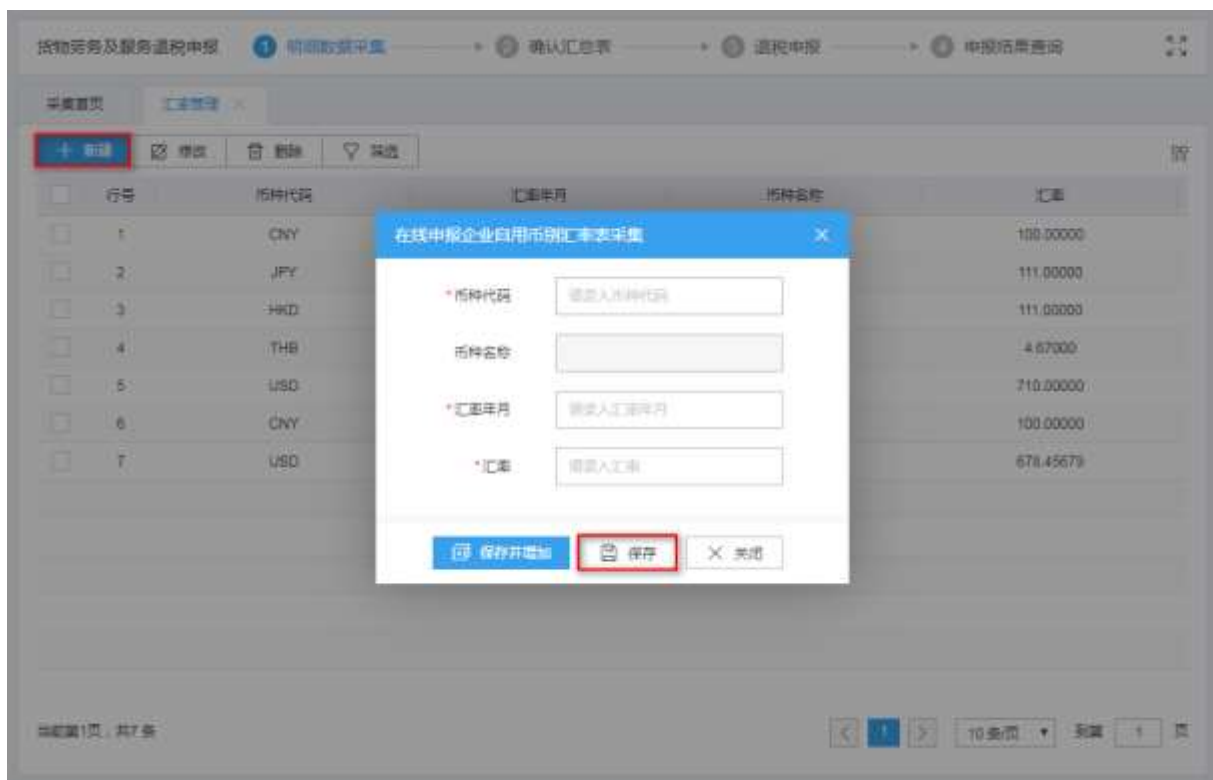 货物劳务及服务退税申报 1 明细数据采集 2 确认汇总表 3 退税申报 4 申报结果查询
采集首页 汇率管理 ×
+ 新建 修改 删除 筛选
行号 币种代码 汇率年月 币种名称 汇率
1 CNY 100.00000
2 JPY 111.00000
3 HKD 111.00000
4 THB 4.67000
5 USD 710.00000
6 CNY 100.00000
7 USD 678.45679
在线申报企业自用币别汇率表采集 ×
*币种代码 请录入币种代码
币种名称
*汇率年月 请录入汇率年月
*汇率 请录入汇率
保存并增加 保存 × 关闭
当前第1页，共7条 < 1 > 10条/页 到第 1 页